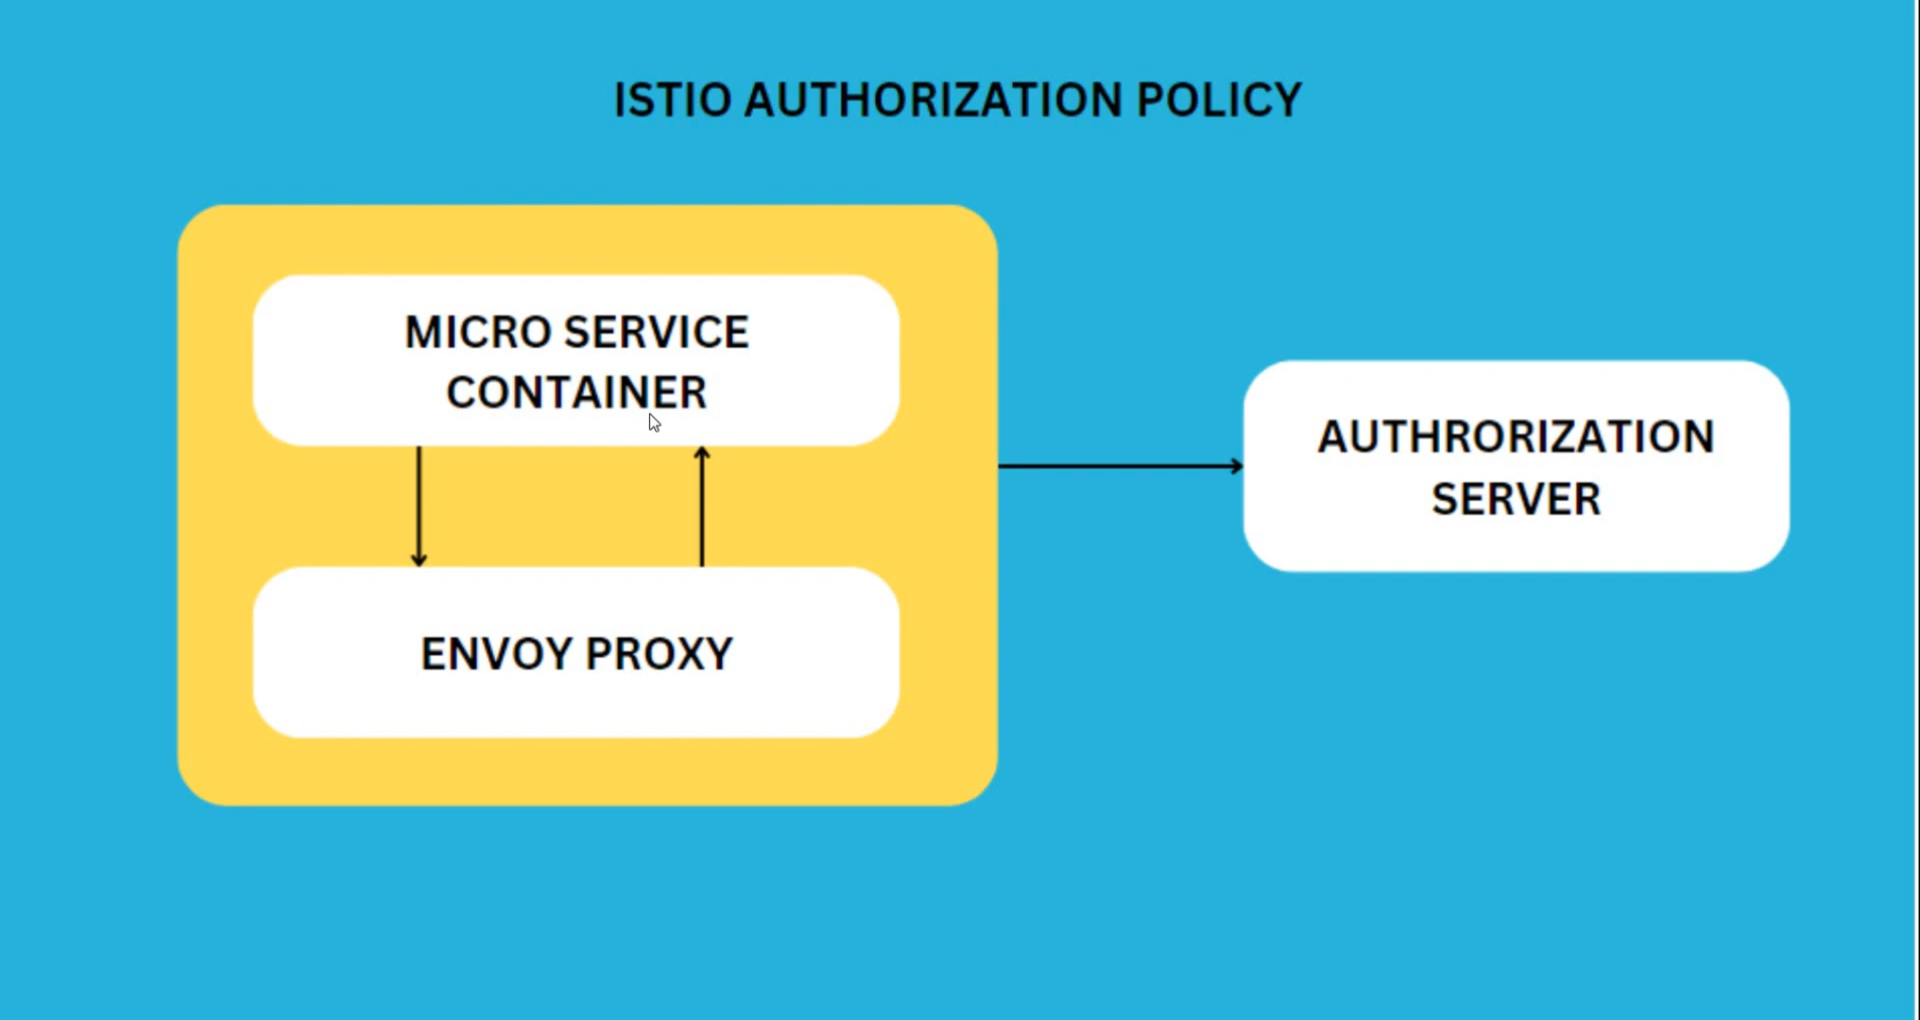 ISTIO AUTHORIZATION POLICY
MICRO SERVICE
CONTAINER
AUTHRORIZATION
SERVER
ENVOY PROXY